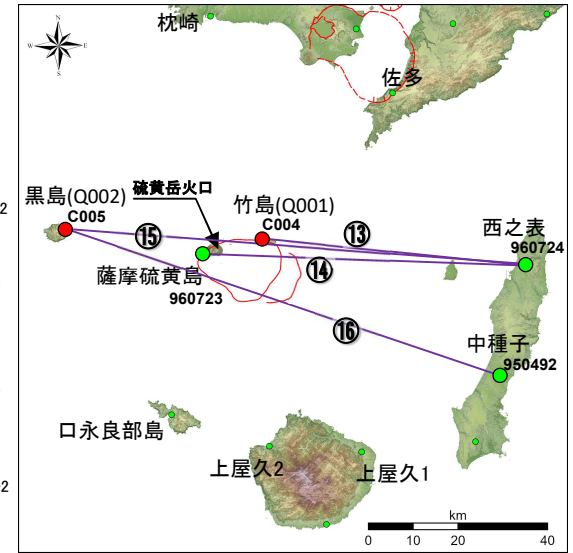 枕崎
N
W
E
S
佐多
2
黒島(Q002)
C005
硫黄岳火口
竹島(Q001)
C004
⑬
西之表
960724
⑮
⑭
薩摩硫黄島
960723
⑯
中種子
950492
口永良部島
上屋久2
上屋久1
2
km
0 10 20 40